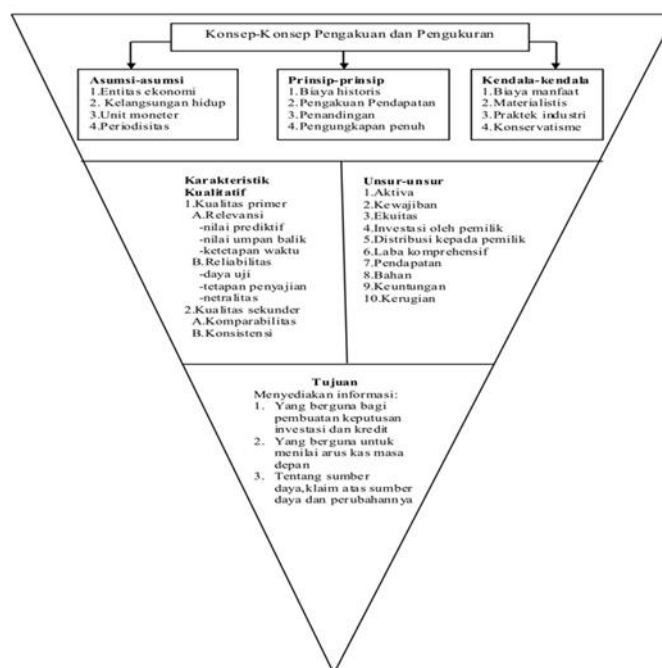 Konsep-Konsep Pengakuan dan Pengukuran
Asumsi-asumsi
1.Entitas ekonomi
2. Kelangsungan hidup
3.Unit moneter
4.Periodisitas
Prinsip-prinsip
1.Biaya historis
2.Pengakuan Pendapatan
3.Penandingan
4.Pengungkapan penuh
Kendala-kendala
1.Biaya manfaat
2.Materialistis
3.Praktek industri
4.Konservatisme
Karakteristik
Kualitatif
1.Kualitas primer
A.Relevansi
-nilai prediktif
-nilai umpan balik
-ketetapan waktu
B.Reliabilitas
-daya uji
-tetapan penyajian
-netralitas
2.Kualitas sekunder
A.Komparabilitas
B.Konsistensi
Unsur-unsur
1.Aktiva
2.Kewajiban
3.Ekuitas
4.Investasi oleh pemilik
5.Distribusi kepada pemilik
6.Laba komprehensif
7.Pendapatan
8.Bahan
9.Keuntungan
10.Kerugian
Tujuan
Menyediakan informasi:
1. Yang berguna bagi
pembuatan keputusan
investasi dan kredit
2. Yang berguna untuk
menilai arus kas masa
depan
3. Tentang sumber
daya,klaim atas sumber
daya dan perubahannya